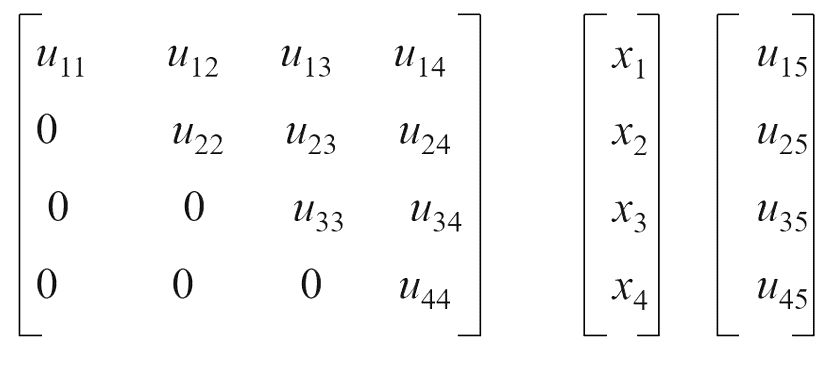 u11 u12 u13 u14 x1 u15
0 u22 u23 u24 x2 u25
0 0 u33 u34 x3 u35
0 0 0 u44 x4 u45